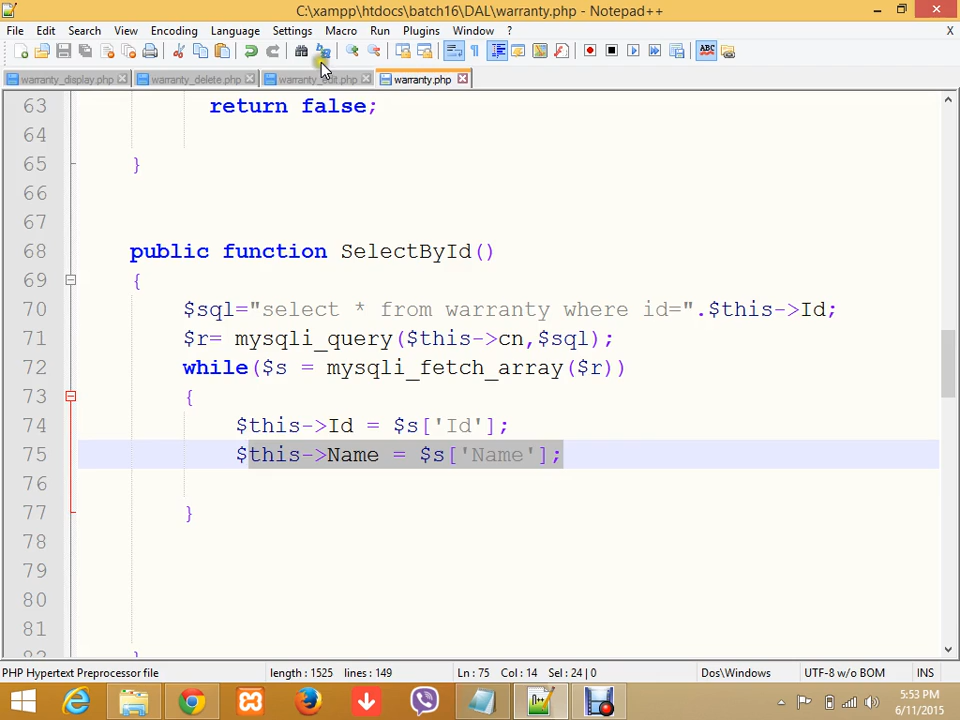 C:\xampp\htdocs\batch16\DAL\warranty.php - Notepad++
File Edit Search View Encoding Language Settings Macro Run Plugins Window ? X
warranty_display.php warranty_delete.php warranty_edit.php warranty.php
63 return false;
64
65 }
66
67
68 public function SelectById()
69 {
70 $sql="select * from warranty where id=".$this->Id;
71 $r= mysqli_query($this->cn,$sql);
72 while($s = mysqli_fetch_array($r))
73 {
74 $this->Id = $s['Id'];
75 $this->Name = $s['Name'];
76
77 }
78
79
80
81
PHP Hypertext Preprocessor file length : 1525 lines : 149 Ln : 75 Col : 14 Sel : 24 | 0 Dos\Windows UTF-8 w/o BOM INS
5:53 PM
6/11/2015